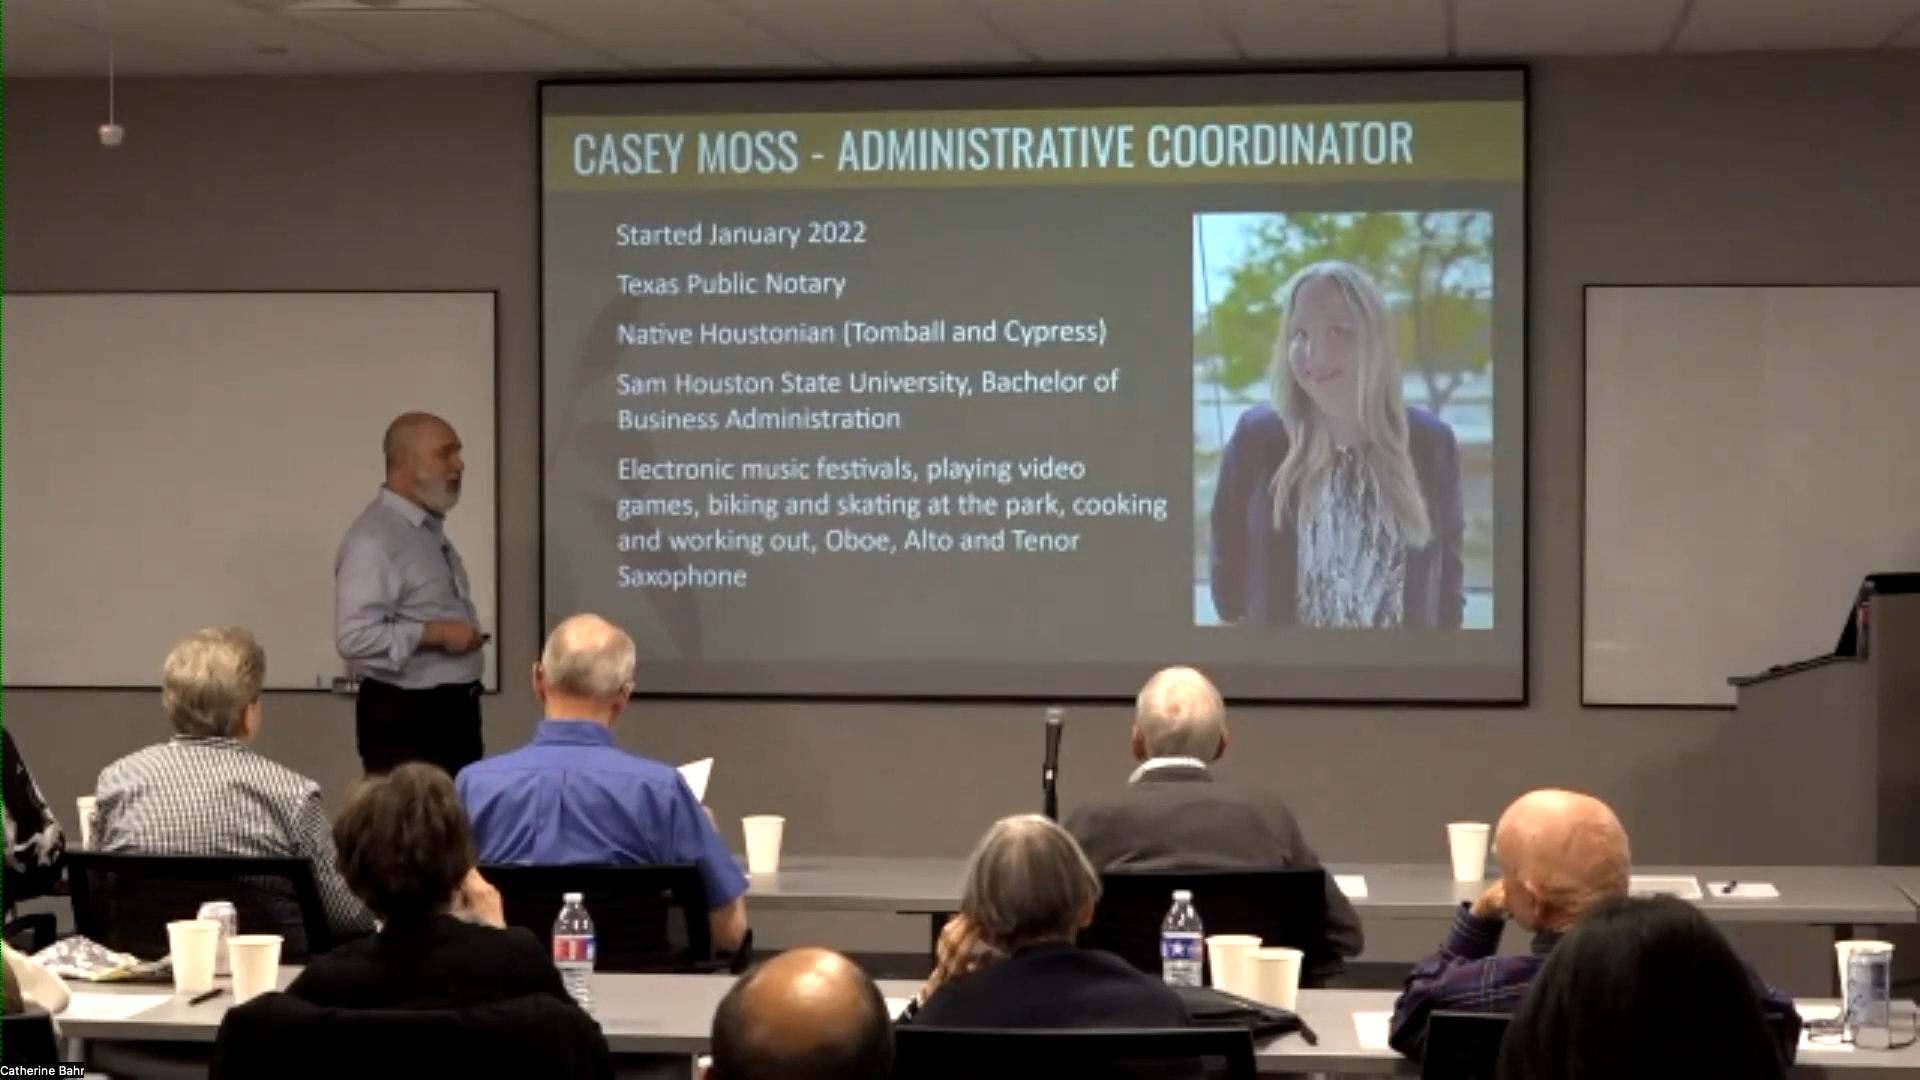 CASEY MOSS - ADMINISTRATIVE COORDINATOR
Started January 2022
Texas Public Notary
Native Houstonian (Tomball and Cypress)
Sam Houston State University, Bachelor of
Business Administration
Electronic music festivals, playing video
games, biking and skating at the park, cooking
and working out, Oboe, Alto and Tenor
Saxophone
Catherine Bahr